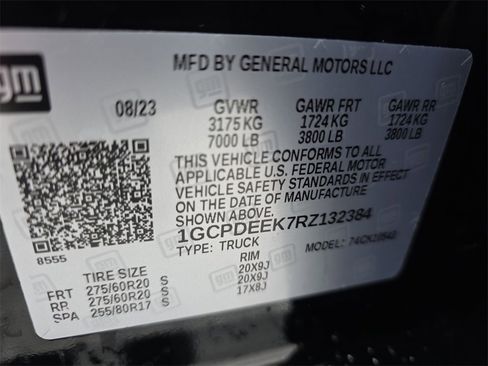 gm
MFD BY GENERAL MOTORS LLC
08/23 GVWR GAWR FRT GAWR RR
3175 KG 1724 KG 1724 KG
7000 LB 3800 LB 3800 LB
THIS VEHICLE CONFORMS TO ALL
APPLICABLE U.S. FEDERAL MOTOR
VEHICLE SAFETY STANDARDS IN EFFECT
ON THE DATE OF MANUFACTURE
SHOWN ABOVE.
1GCPDEEK7RZ132384
8555 TYPE: TRUCK MODEL:
TIRE SIZE RIM
FRT 275/60R20 S 20X9J
RR 275/60R20 S 20X9J
SPA 255/80R17 S 17X8J